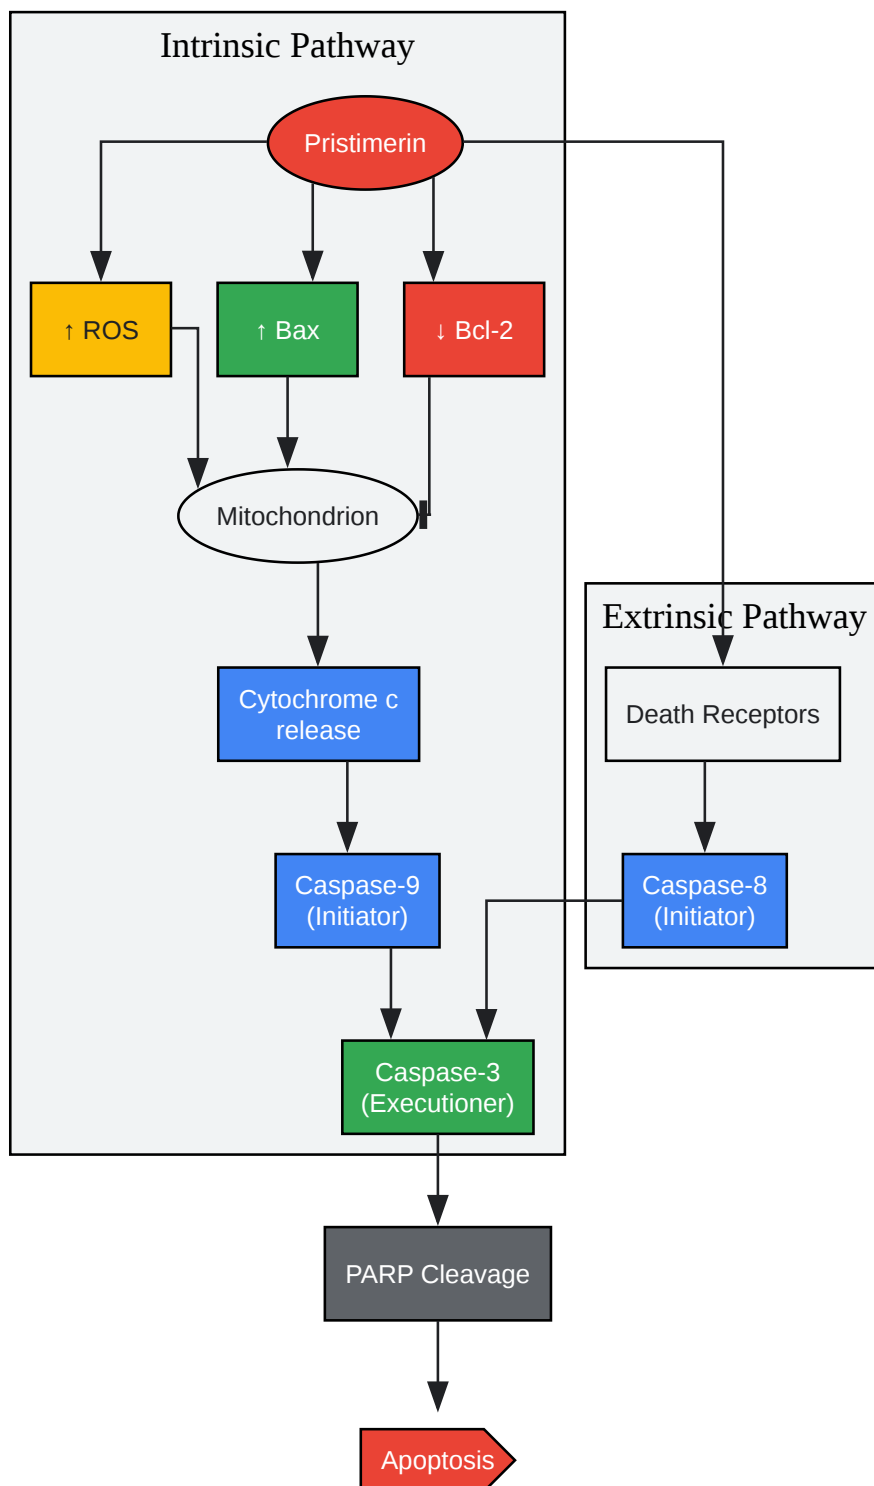 Intrinsic Pathway
Pristimerin
↑ ROS
↑ Bax
↓ Bcl-2
Mitochondrion
Extrinsic Pathway
Cytochrome c
release
Death Receptors
Caspase-9
(Initiator)
Caspase-8
(Initiator)
Caspase-3
(Executioner)
PARP Cleavage
Apoptosis